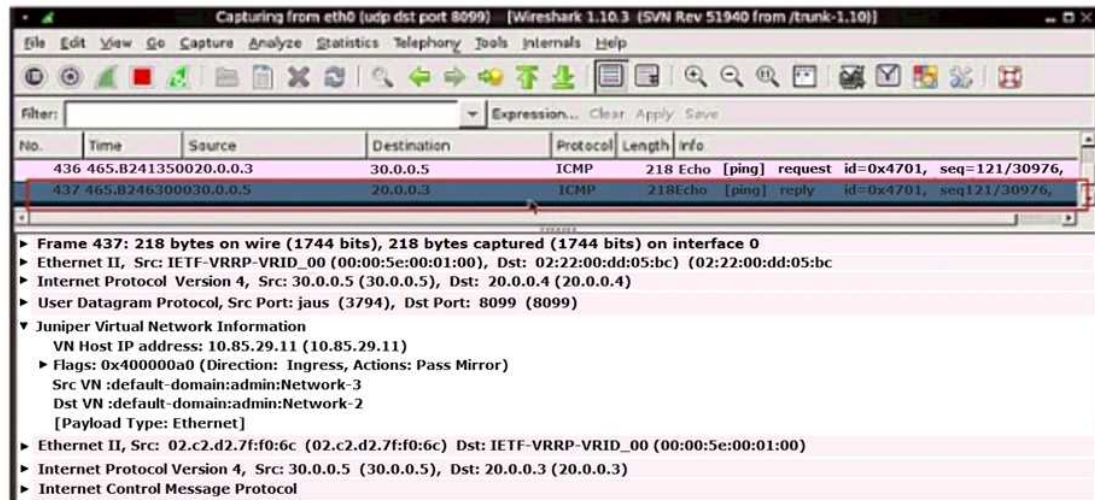 Capturing from eth0 (udp dst port 8099) [Wireshark 1.10.3 (SVN Rev 51940 from /trunk-1.10)]
File Edit View Go Capture Analyze Statistics Telephony Tools Internals Help
Filter: Expression... Clear Apply Save
No. Time Source Destination Protocol Length Info
436 465.B241350020.0.0.3 30.0.0.5 ICMP 218 Echo [ping] request id=0x4701, seq=121/30976,
437 465.B246300030.0.0.5 20.0.0.3 ICMP 218Echo [ping] reply id=0x4701, seq121/30976,
Frame 437: 218 bytes on wire (1744 bits), 218 bytes captured (1744 bits) on interface 0
Ethernet II, Src: IETF-VRRP-VRID_00 (00:00:5e:00:01:00), Dst: 02:22:00:dd:05:bc) (02:22:00:dd:05:bc
Internet Protocol Version 4, Src: 30.0.0.5 (30.0.0.5), Dst: 20.0.0.4 (20.0.0.4)
User Datagram Protocol, Src Port: jaus (3794), Dst Port: 8099 (8099)
Juniper Virtual Network Information
VN Host IP address: 10.85.29.11 (10.85.29.11)
Flags: 0x400000a0 (Direction: Ingress, Actions: Pass Mirror)
Src VN :default-domain:admin:Network-3
Dst VN :default-domain:admin:Network-2
[Payload Type: Ethernet]
Ethernet II, Src: 02.c2.d2.7f:f0:6c (02.c2.d2.7f:f0:6c) Dst: IETF-VRRP-VRID_00 (00:00:5e:00:01:00)
Internet Protocol Version 4, Src: 30.0.0.5 (30.0.0.5), Dst: 20.0.0.3 (20.0.0.3)
Internet Control Message Protocol